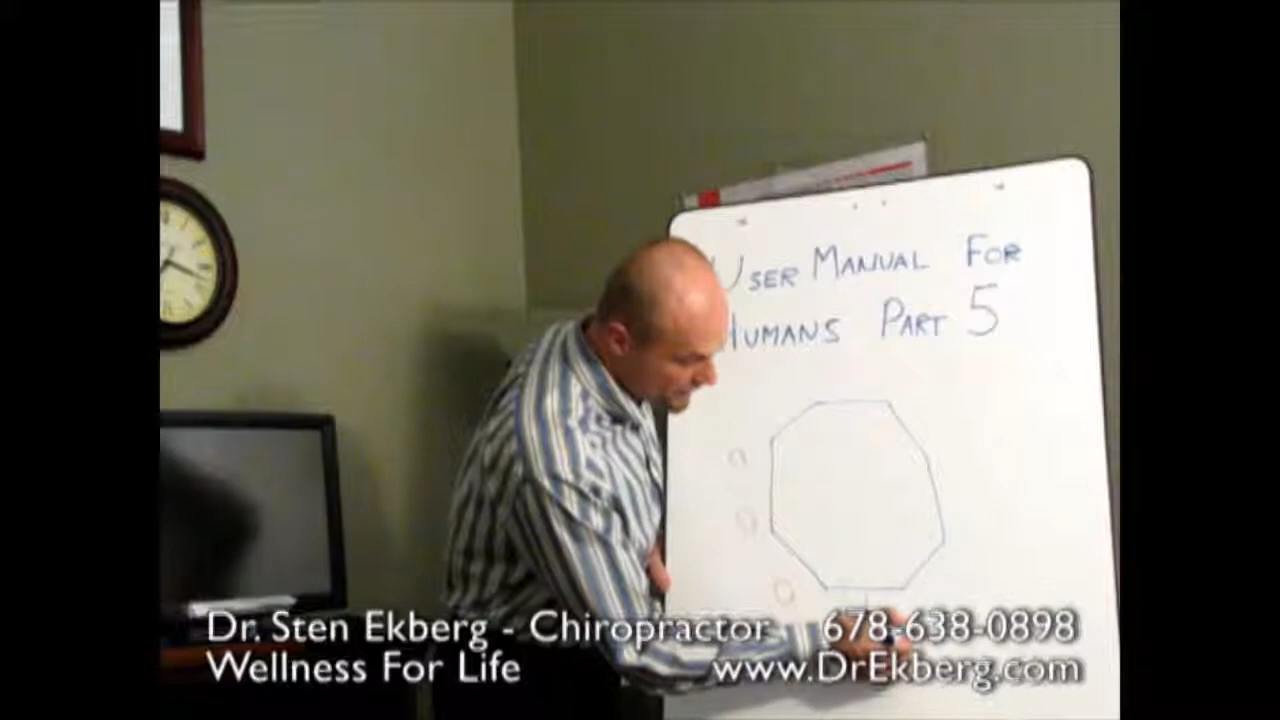 USER MANUAL FOR
HUMANS PART 5
Dr. Sten Ekberg - Chiropractor 678-638-0898
Wellness For Life www.DrEkberg.com